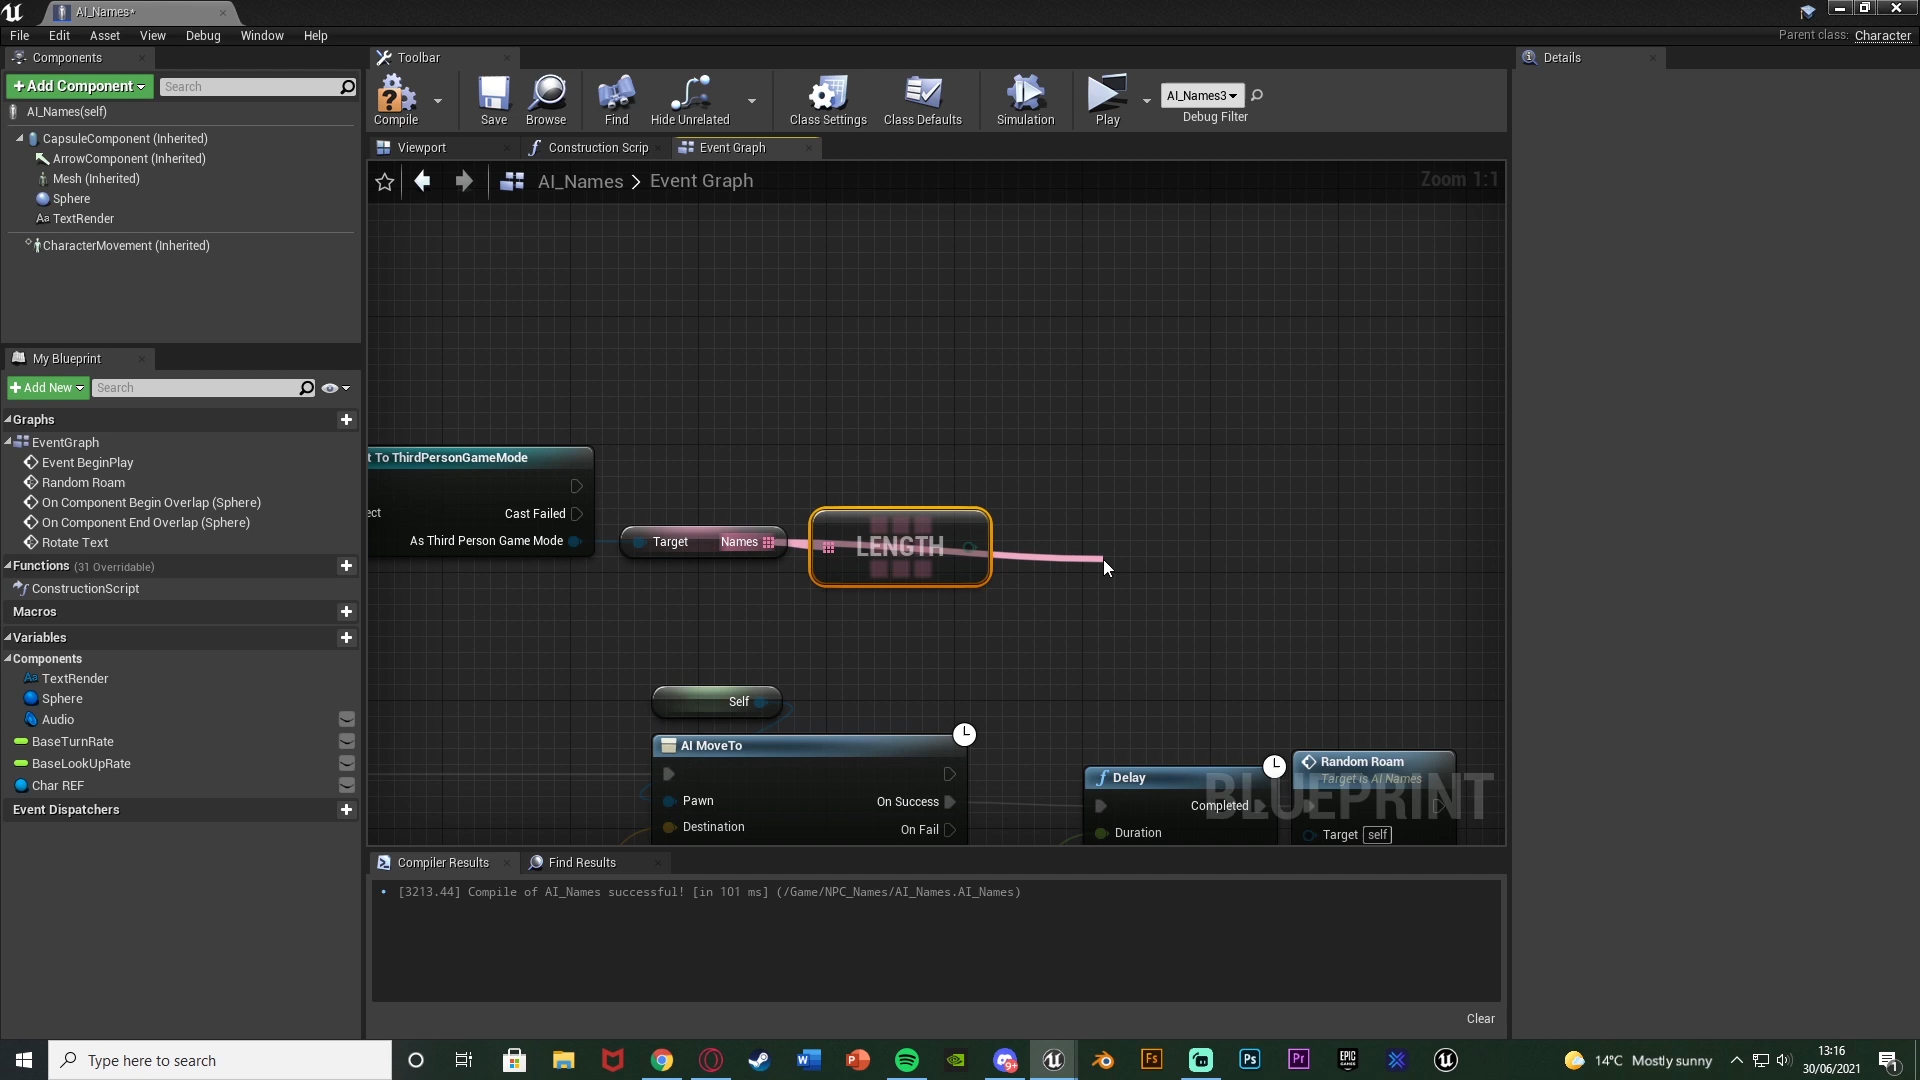 AI_Names*
File Edit Asset View Debug Window Help
Parent class: Character
Components
Toolbar
Details
+Add Component
Search
Compile
Save
Browse
Find
Hide Unrelated
Class Settings
Class Defaults
Simulation
Play
AI_Names3
Debug Filter
AI_Names(self)
CapsuleComponent (Inherited)
ArrowComponent (Inherited)
Mesh (Inherited)
Sphere
Aa TextRender
CharacterMovement (Inherited)
Viewport
Construction Scrip
Event Graph
AI_Names > Event Graph
Zoom 1:1
My Blueprint
+Add New
Search
Graphs
EventGraph
Event BeginPlay
Random Roam
On Component Begin Overlap (Sphere)
On Component End Overlap (Sphere)
Rotate Text
Functions (31 Overridable)
ConstructionScript
Macros
Variables
Components
Aa TextRender
Sphere
Audio
BaseTurnRate
BaseLookUpRate
Char REF
Event Dispatchers
t To ThirdPersonGameMode
ect
Cast Failed
As Third Person Game Mode
Target Names
LENGTH
Self
AI MoveTo
Pawn
On Success
Destination
On Fail
Delay
Completed
Duration
Random Roam
Target is AI Names
Target self
BLUEPRINT
Compiler Results
Find Results
[3213.44] Compile of AI_Names successful! [in 101 ms] (/Game/NPC_Names/AI_Names.AI_Names)
Clear
Type here to search
14°C Mostly sunny
13:16
30/06/2021